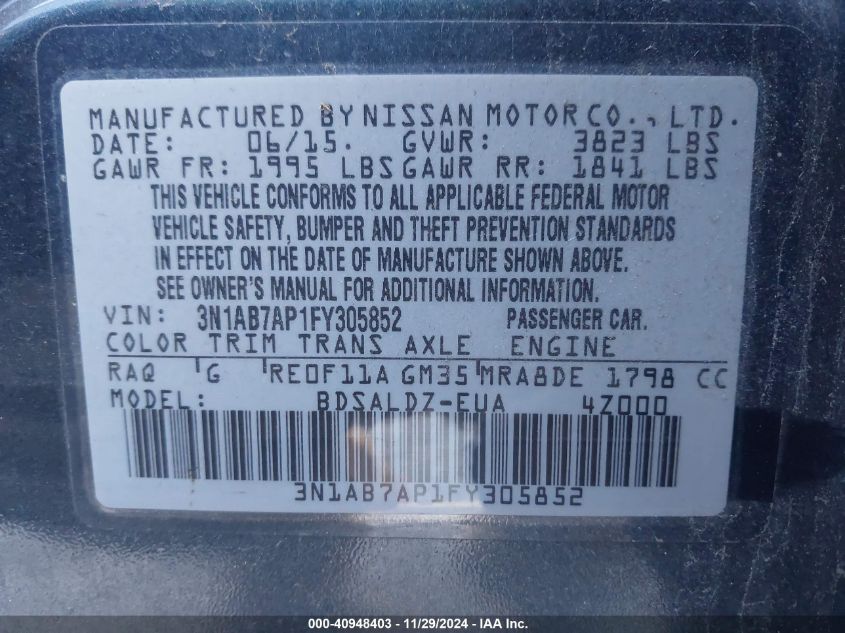 MANUFACTURED BY NISSAN MOTOR CO., LTD.
DATE: 06/15. GVWR: 3823 LBS
GAWR FR: 1995 LBS GAWR RR: 1841 LBS
THIS VEHICLE CONFORMS TO ALL APPLICABLE FEDERAL MOTOR
VEHICLE SAFETY, BUMPER AND THEFT PREVENTION STANDARDS
IN EFFECT ON THE DATE OF MANUFACTURE SHOWN ABOVE.
SEE OWNER'S MANUAL FOR ADDITIONAL INFORMATION.
VIN: 3N1AB7AP1FY305852 PASSENGER CAR.
COLOR TRIM TRANS AXLE ENGINE
RAQ G RE0F11A GM35 MRA8DE 1798 CC
MODEL: BDSALDZ-EUA 4Z000
3N1AB7AP1FY305852
000-40948403 - 11/29/2024 - IAA Inc.